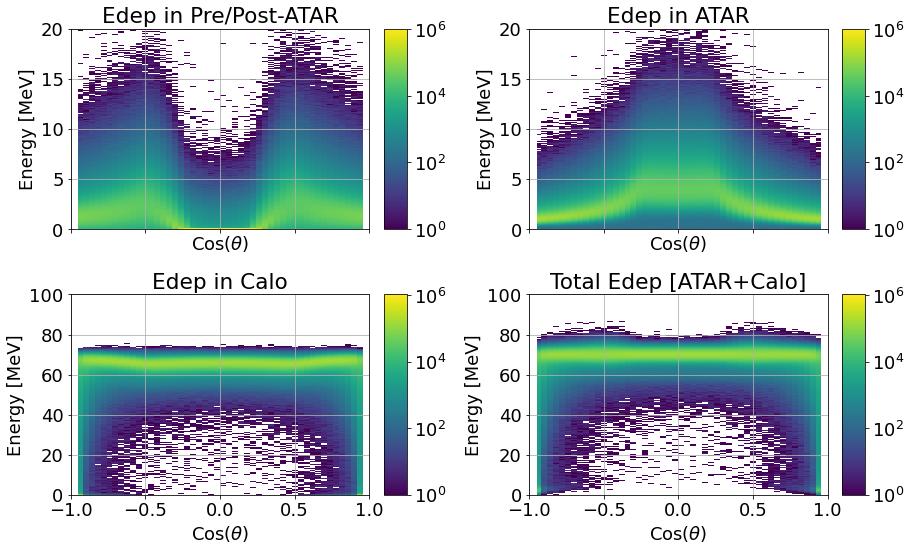 Edep in Pre/Post-ATAR
Energy [MeV]
20
15
10
5
0
Cos(θ)
10^6
10^4
10^2
10^0
Edep in ATAR
Energy [MeV]
20
15
10
5
0
Cos(θ)
10^6
10^4
10^2
10^0
Edep in Calo
Energy [MeV]
100
80
60
40
20
0
−1.0 −0.5 0.0 0.5 1.0
Cos(θ)
10^6
10^4
10^2
10^0
Total Edep [ATAR+Calo]
Energy [MeV]
100
80
60
40
20
0
−1.0 −0.5 0.0 0.5 1.0
Cos(θ)
10^6
10^4
10^2
10^0